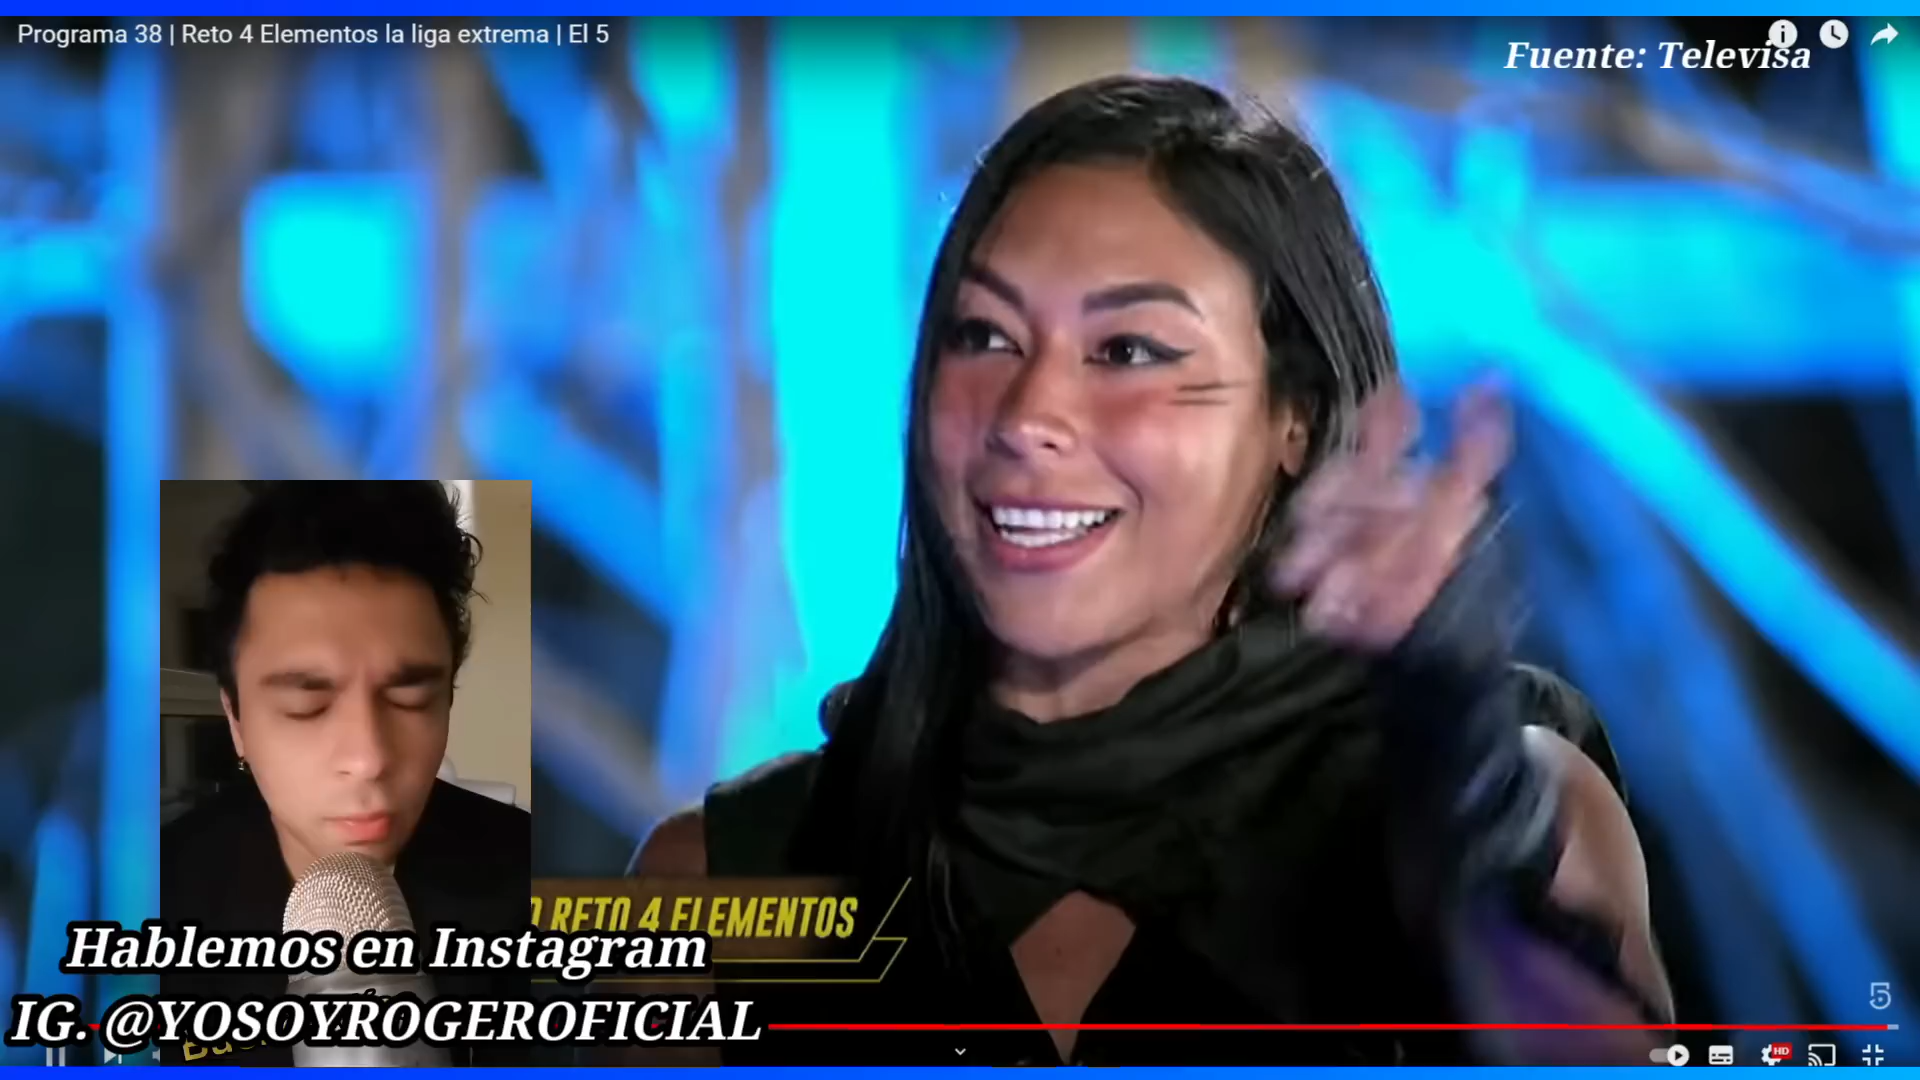 Programa 38 | Reto 4 Elementos la liga extrema | El 5
Fuente: Televisa
RETO 4 ELEMENTOS
Hablemos en Instagram
IG. @YOSOYROGEROFICIAL
5
HD